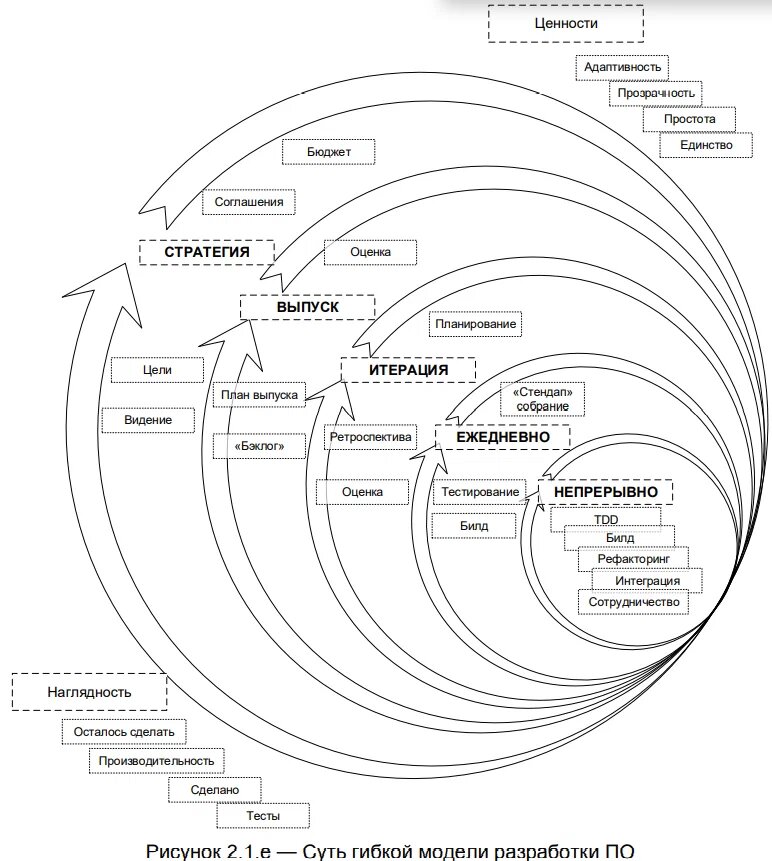 Ценности
Адаптивность
Прозрачность
Простота
Единство
Бюджет
Соглашения
СТРАТЕГИЯ
Оценка
ВЫПУСК
Планирование
ИТЕРАЦИЯ
Цели
План выпуска
«Стендап»
собрание
Видение
«Бэклог»
Ретроспектива
ЕЖЕДНЕВНО
Оценка
Тестирование
НЕПРЕРЫВНО
Билд
TDD
Билд
Рефакторинг
Интеграция
Сотрудничество
Наглядность
Осталось сделать
Производительность
Сделано
Тесты
Рисунок 2.1.e — Суть гибкой модели разработки ПО